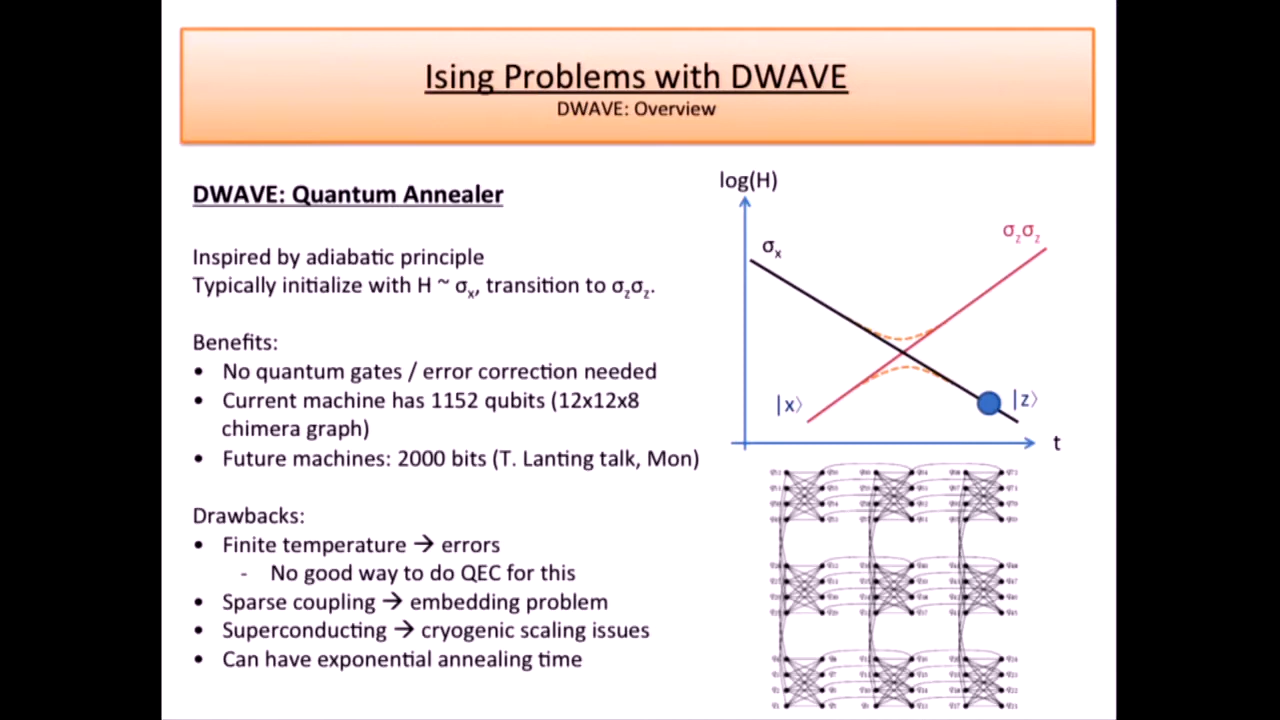 Ising Problems with DWAVE
DWAVE: Overview
DWAVE: Quantum Annealer
Inspired by adiabatic principle
Typically initialize with H ~ σx, transition to σzσz.
Benefits:
• No quantum gates / error correction needed
• Current machine has 1152 qubits (12x12x8
chimera graph)
• Future machines: 2000 bits (T. Lanting talk, Mon)
Drawbacks:
• Finite temperature → errors
- No good way to do QEC for this
• Sparse coupling → embedding problem
• Superconducting → cryogenic scaling issues
• Can have exponential annealing time
log(H)
σx
σzσz
|x⟩
|z⟩
t